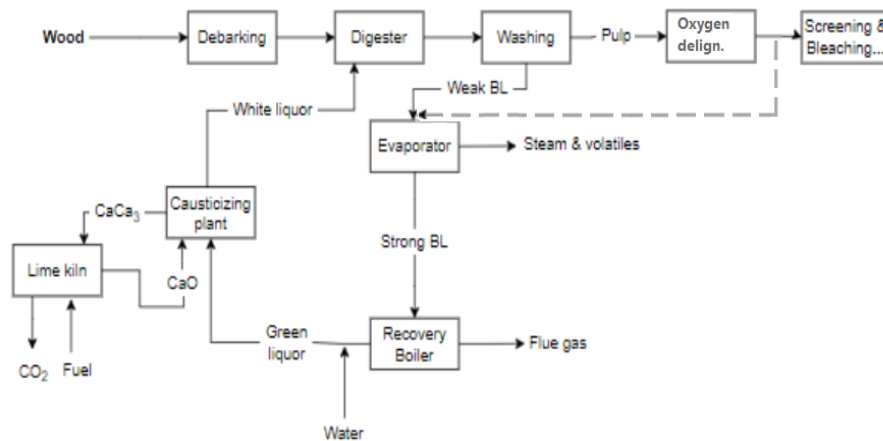 Wood
Debarking
Digester
Washing
Pulp
Oxygen
delign.
Screening &
Bleaching...
Weak BL
White liquor
Evaporator
Steam & volatiles
CaCa₃
Causticizing
plant
Strong BL
Lime kiln
CaO
Green
liquor
Recovery
Boiler
Flue gas
CO₂
Fuel
Water